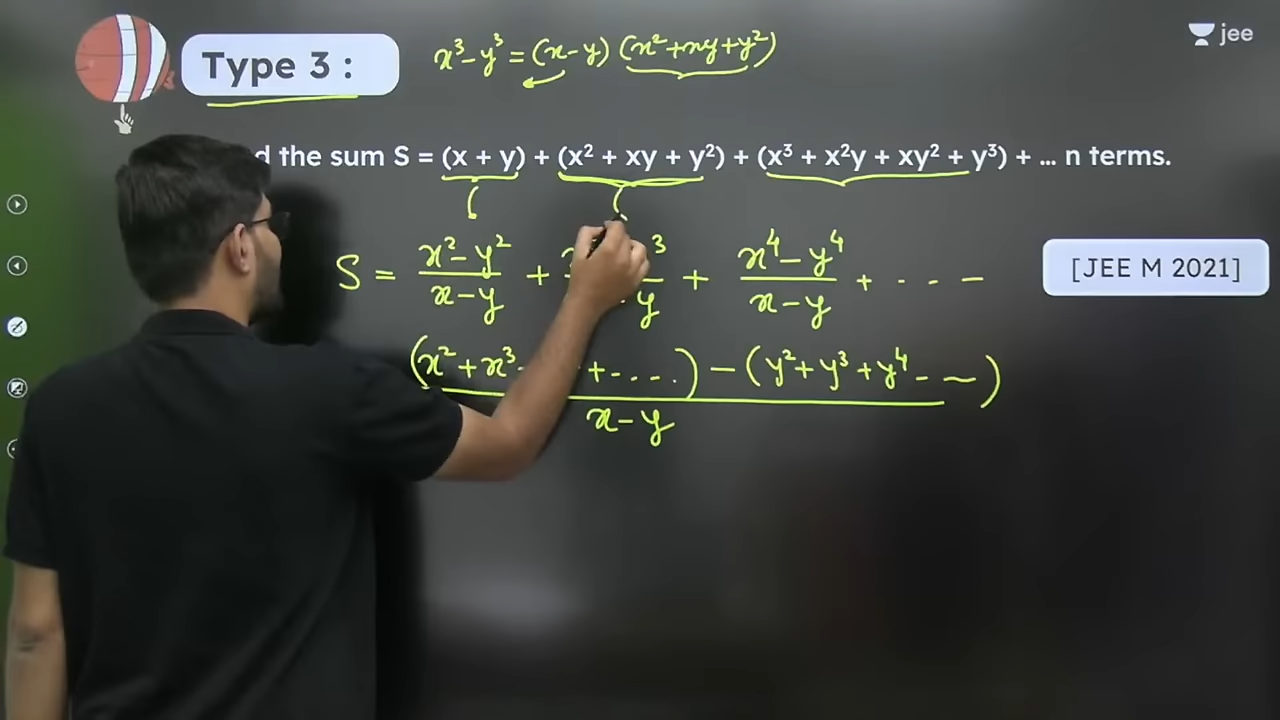 jee
Type 3 :
x³ - y³ = (x - y) (x² + xy + y²)
the sum S = (x + y) + (x² + xy + y²) + (x³ + x²y + xy² + y³) + ... n terms.
S = x² - y² / x - y + 3 / y + x⁴ - y⁴ / x - y + - - -
[JEE M 2021]
(x² + x³ + - - - .) - (y² + y³ + y⁴ - - -)
x - y